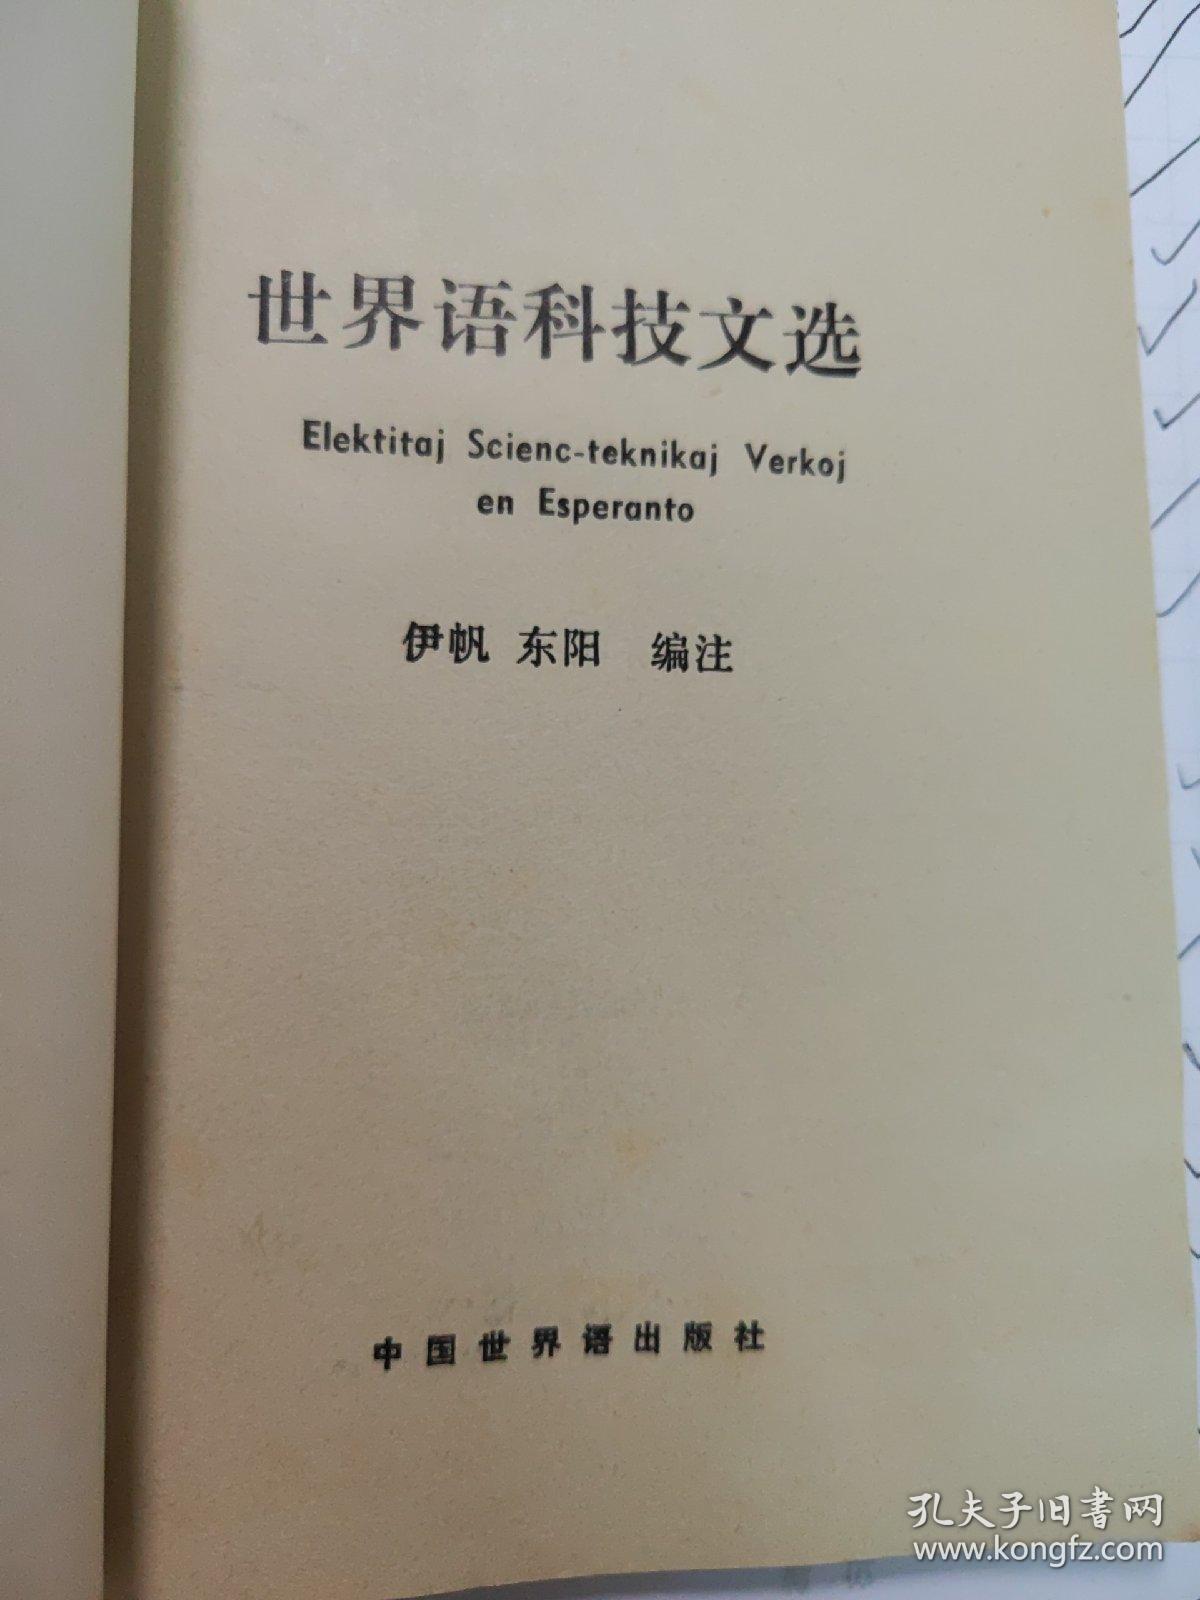 世界语科技文选
Elektitaj Scienc-teknikaj Verkoj
en Esperanto
伊帆 东阳 编注
中国世界语出版社
孔夫子旧书网
www.kongfz.com